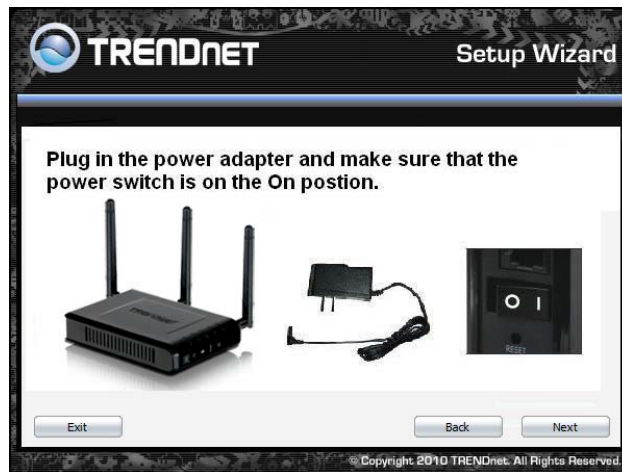 TRENDNET
Setup Wizard
Plug in the power adapter and make sure that the
power switch is on the On postion.
TRENDNET
O I
RESET
Exit
Back
Next
© Copyright 2010 TRENDnet. All Rights Reserved.